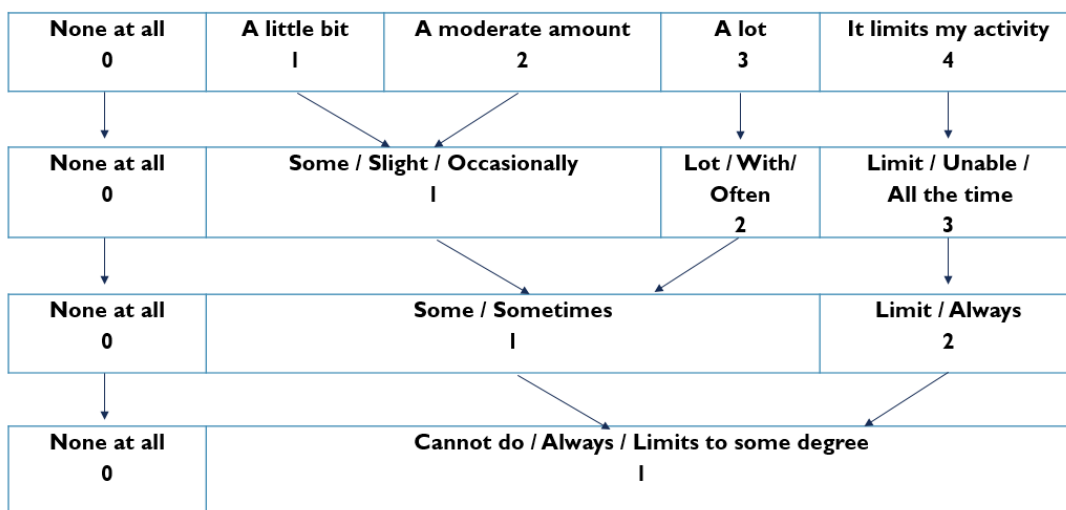 None at all
0
A little bit
1
A moderate amount
2
A lot
3
It limits my activity
4
None at all
0
Some / Slight / Occasionally
1
Lot / With/
Often
2
Limit / Unable /
All the time
3
None at all
0
Some / Sometimes
1
Limit / Always
2
None at all
0
Cannot do / Always / Limits to some degree
1